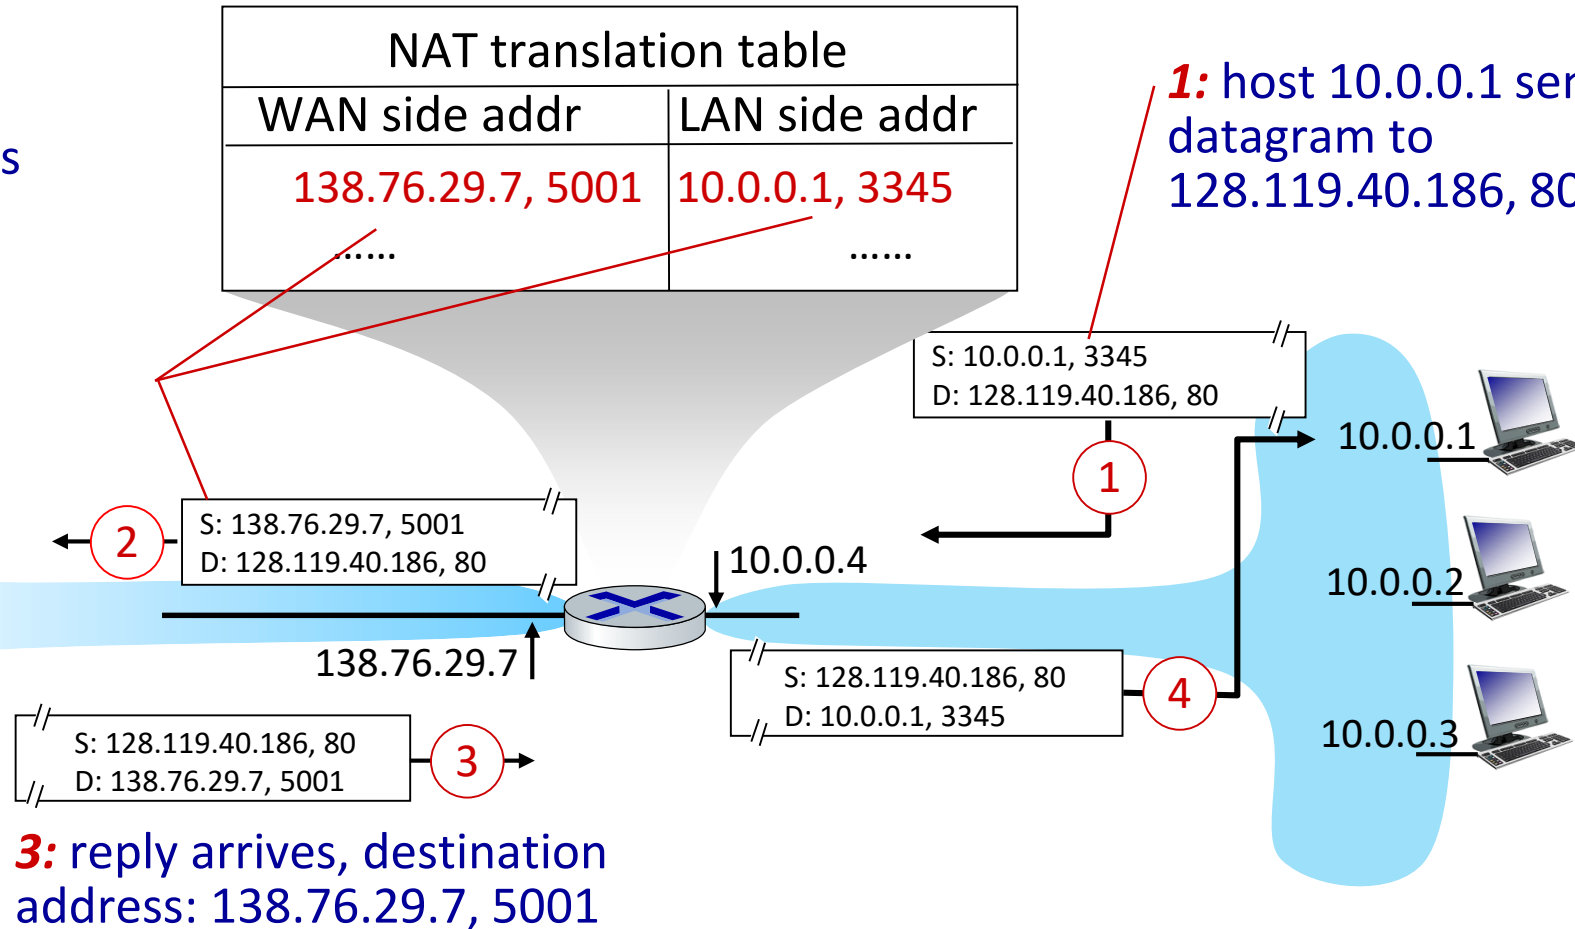 NAT translation table
WAN side addr LAN side addr
138.76.29.7, 5001 10.0.0.1, 3345
...... ......
s
1: host 10.0.0.1 ser
datagram to
128.119.40.186, 80
S: 10.0.0.1, 3345
D: 128.119.40.186, 80
1
10.0.0.1
2
S: 138.76.29.7, 5001
D: 128.119.40.186, 80
10.0.0.4
10.0.0.2
138.76.29.7
S: 128.119.40.186, 80
D: 10.0.0.1, 3345
4
10.0.0.3
S: 128.119.40.186, 80
D: 138.76.29.7, 5001
3
3: reply arrives, destination
address: 138.76.29.7, 5001